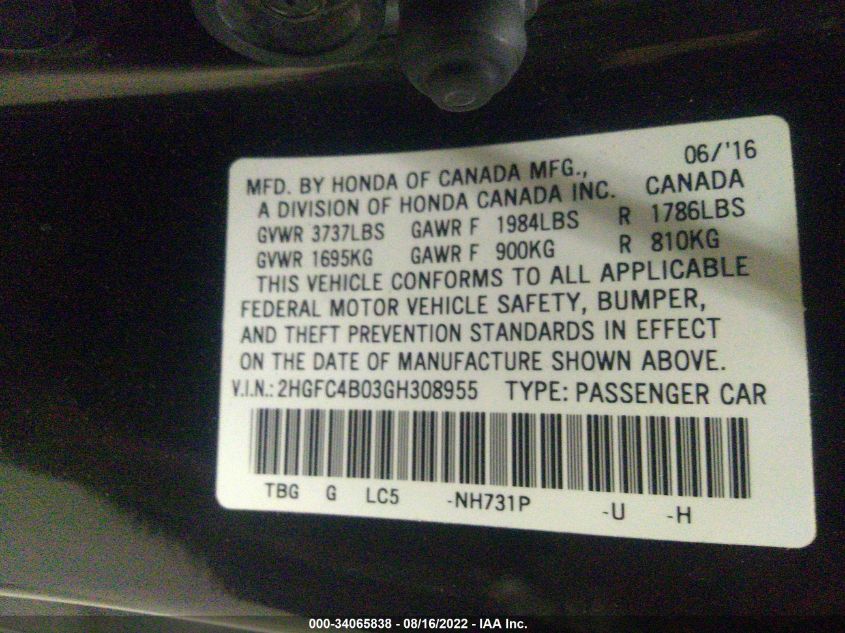 06/'16
MFD. BY HONDA OF CANADA MFG., CANADA
A DIVISION OF HONDA CANADA INC.
GVWR 3737LBS GAWR F 1984LBS R 1786LBS
GVWR 1695KG GAWR F 900KG R 810KG
THIS VEHICLE CONFORMS TO ALL APPLICABLE
FEDERAL MOTOR VEHICLE SAFETY, BUMPER,
AND THEFT PREVENTION STANDARDS IN EFFECT
ON THE DATE OF MANUFACTURE SHOWN ABOVE.
V.I.N.: 2HGFC4B03GH308955 TYPE: PASSENGER CAR
TBG G LC5 -NH731P -U -H
000-34065838 - 08/16/2022 - IAA Inc.